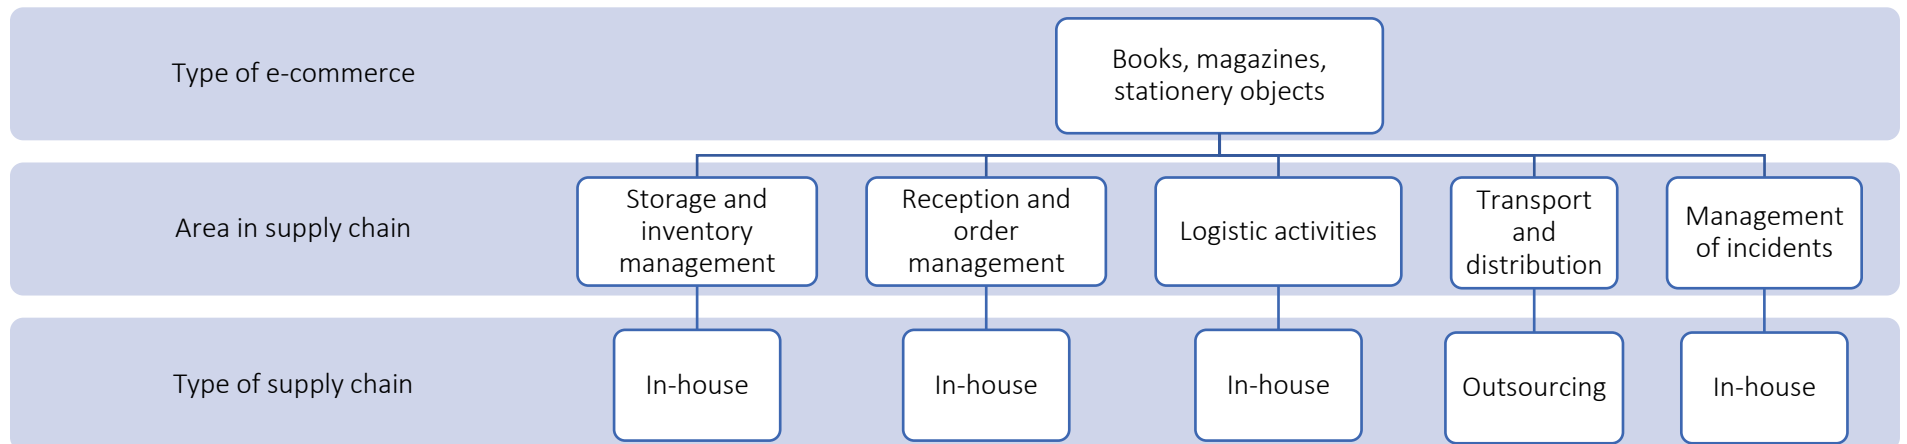 Type of e-commerce
Books, magazines,
stationery objects
Area in supply chain
Storage and
inventory
management
Reception and
order
management
Logistic activities
Transport
and
distribution
Management
of incidents
Type of supply chain
In-house
In-house
In-house
Outsourcing
In-house